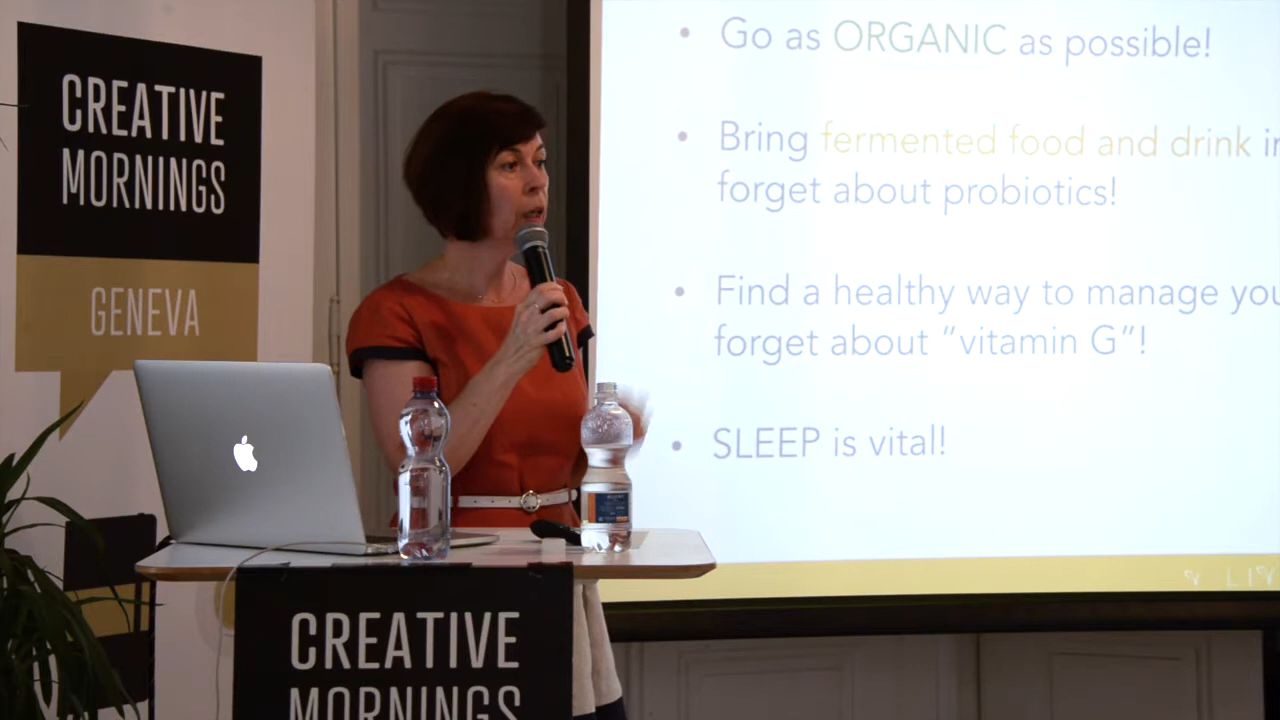 CREATIVE
MORNINGS
GENEVA
Go as ORGANIC as possible!
Bring fermented food and drink
forget about probiotics!
Find a healthy way to manage
forget about “vitamin G”!
SLEEP is vital!
CREATIVE
MORNINGS